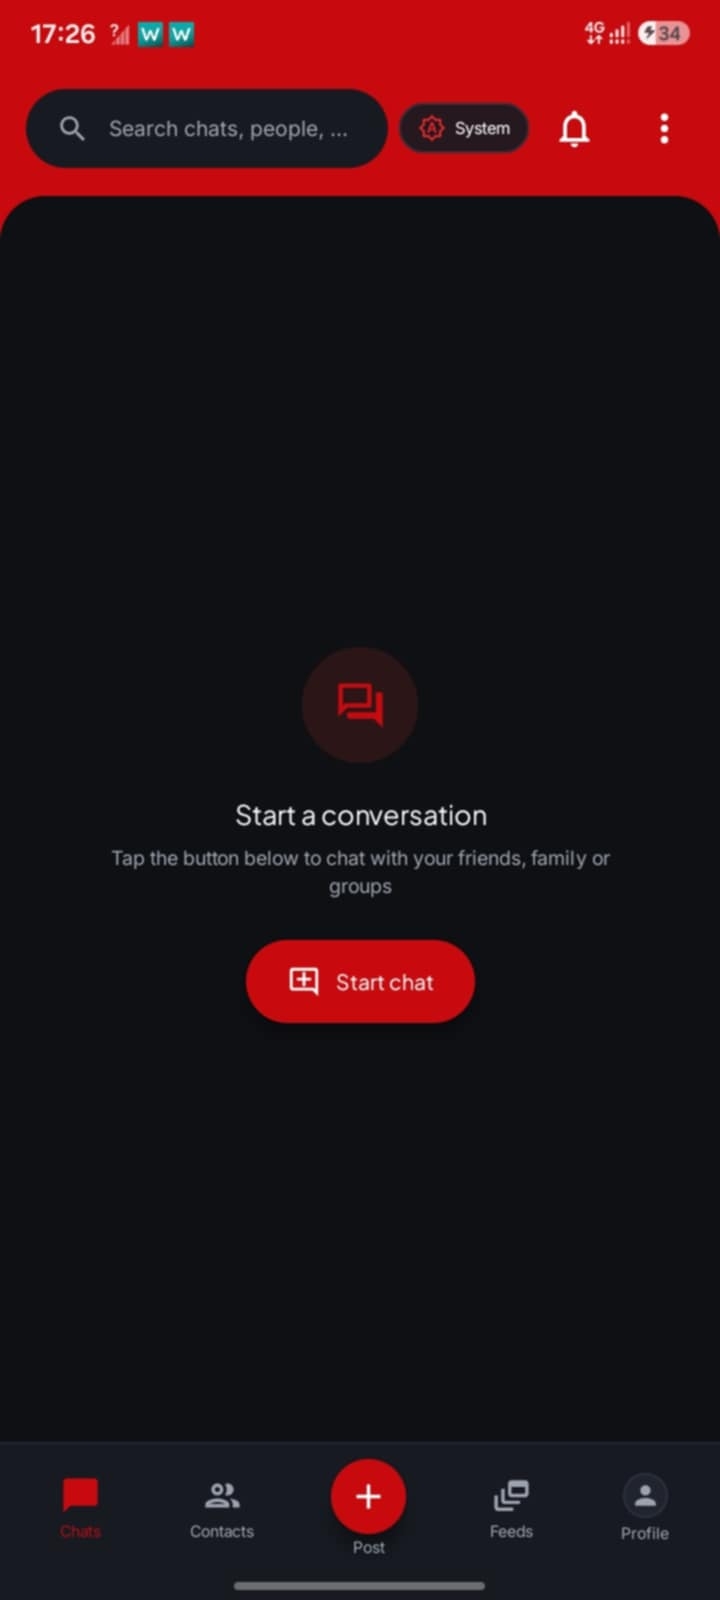 17:26 ? W W 4G 34
Search chats, people, ...
A System
Start a conversation
Tap the button below to chat with your friends, family or
groups
Start chat
Chats Contacts Post Feeds Profile